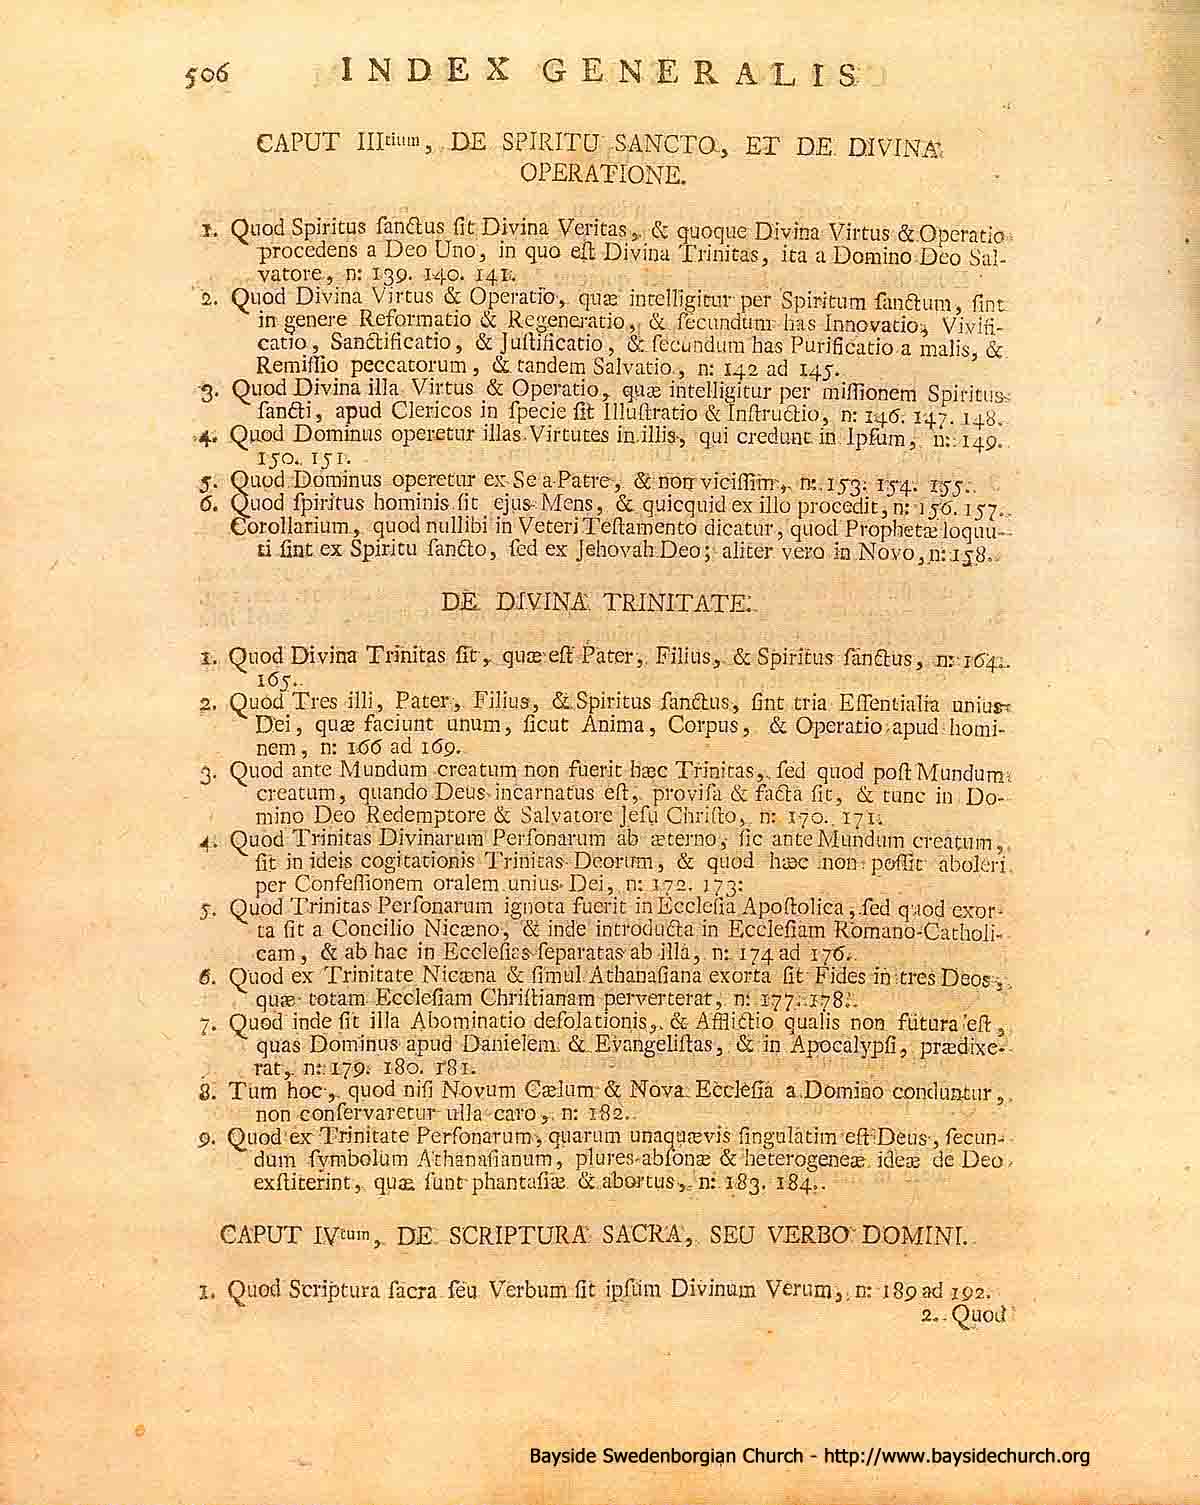 506 INDEX GENERALIS
CAPUT IIItium, DE SPIRITU SANCTO, ET DE DIVINA
OPERATIONE.
1. Quod Spiritus ſanctus ſit Divina Veritas, & quoque Divina Virtus & Operatio
procedens a Deo Uno, in quo eſt Divina Trinitas, ita a Domino Deo Sal-
vatore, n: 139. 140. 141.
2. Quod Divina Virtus & Operatio, quæ intelligitur per Spiritum ſanctum, ſint
in genere Reformatio & Regeneratio, & ſecundum has Innovatio, Vivifi-
catio, Sanctificatio, & Juſtificatio, & ſecundum has Purificatio a malis, &
Remiſſio peccatorum, & tandem Salvatio, n: 142 ad 145.
3. Quod Divina illa Virtus & Operatio, quæ intelligitur per miſſionem Spiritus
ſancti, apud Clericos in ſpecie ſit Illuſtratio & Inſtructio, n: 146. 147. 148.
4. Quod Dominus operetur illas Virtutes in illis, qui credunt in Ipſum, n: 149.
150. 151.
5. Quod Dominus operetur ex Se a Patre, & non viciſſim, n: 153. 154. 155.
6. Quod ſpiritus hominis ſit ejus Mens, & quicquid ex illo procedit, n: 156. 157.
Corollarium, quod nullibi in Veteri Teſtamento dicatur, quod Prophetæ loquu-
ti ſint ex Spiritu ſancto, ſed ex Jehovah Deo; aliter vero in Novo, n: 158.
DE DIVINA TRINITATE.
1. Quod Divina Trinitas ſit, quæ eſt Pater, Filius, & Spiritus ſanctus, n: 164.
165.
2. Quod Tres illi, Pater, Filius, & Spiritus ſanctus, ſint tria Eſſentialia unius
Dei, quæ faciunt unum, ſicut Anima, Corpus, & Operatio apud homi-
nem, n: 166 ad 169.
3. Quod ante Mundum creatum non fuerit hæc Trinitas, ſed quod poſt Mundum
creatum, quando Deus incarnatus eſt, proviſa & facta ſit, & tunc in Do-
mino Deo Redemptore & Salvatore Jeſu Chriſto, n: 170. 171.
4. Quod Trinitas Divinarum Perſonarum ab æterno, ſic ante Mundum creatum,
ſit in ideis cogitationis Trinitas Deorum, & quod hæc non poſſit aboleri
per Confeſſionem oralem unius Dei, n: 172. 173:
5. Quod Trinitas Perſonarum ignota fuerit in Eccleſia Apoſtolica, ſed quod exor-
ta ſit a Concilio Nicæno, & inde introducta in Eccleſiam Romano-Catholi-
cam, & ab hac in Eccleſias ſeparatas ab illa, n: 174 ad 176.
6. Quod ex Trinitate Nicæna & ſimul Athanaſiana exorta ſit Fides in tres Deos,
quæ totam Eccleſiam Chriſtianam perverterat, n: 177. 178.
7. Quod inde ſit illa Abominatio deſolationis, & Afflictio qualis non futura eſt,
quas Dominus apud Danielem & Evangeliſtas, & in Apocalypſi, prædixe-
rat, n: 179. 180. 181.
8. Tum hoc, quod niſi Novum Cælum & Nova Eccleſia a Domino conduntur,
non conſervaretur ulla caro, n: 182.
9. Quod ex Trinitate Perſonarum, quarum unaquævis ſingulatim eſt Deus, ſecun-
dum ſymbolum Athanaſianum, plures abſonæ & heterogeneæ ideæ de Deo
exſtiterint, quæ ſunt phantaſiæ & abortus, n: 183. 184.
CAPUT IVtum, DE SCRIPTURA SACRA, SEU VERBO DOMINI.
1. Quod Scriptura ſacra ſeu Verbum ſit ipſum Divinum Verum, n: 189 ad 192.
2. Quod
Bayside Swedenborgian Church - http://www.baysidechurch.org